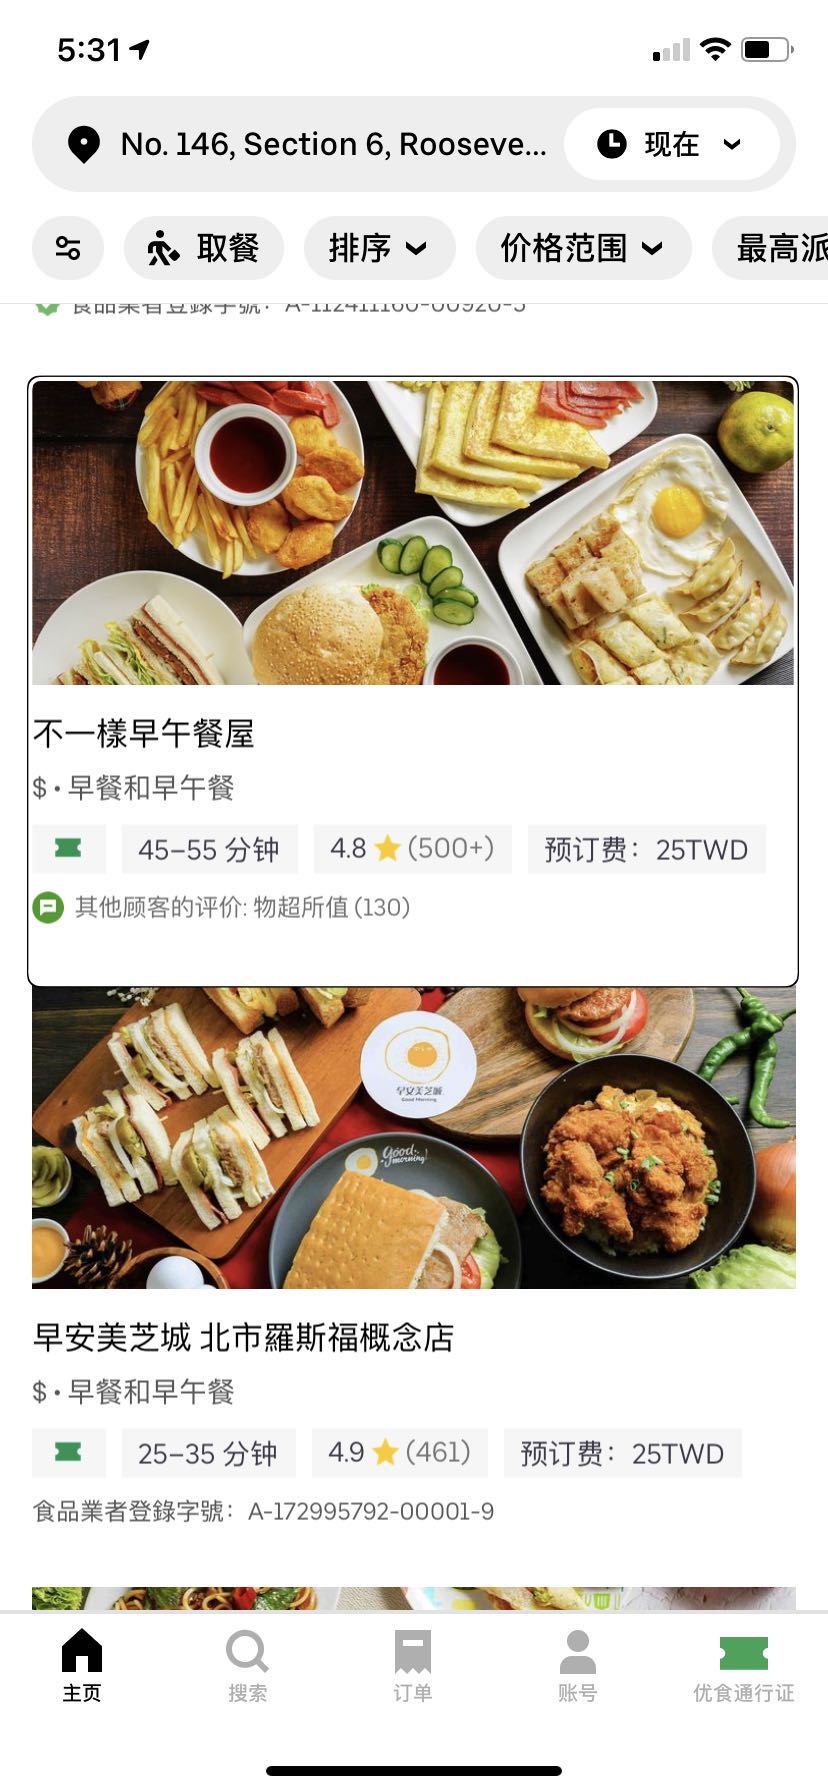 5:31
No. 146, Section 6, Rooseve...
现在
取餐
排序
价格范围
最高派
食品業者登錄字號：A-112411160-00920-5
不一樣早午餐屋
$ • 早餐和早午餐
45–55 分钟
4.8 ⭐ (500+)
预订费：25TWD
其他顾客的评价: 物超所值 (130)
早安美芝城
Good Morning
Good morning!
早安美芝城 北市羅斯福概念店
$ • 早餐和早午餐
25–35 分钟
4.9 ⭐ (461)
预订费：25TWD
食品業者登錄字號：A-172995792-00001-9
主页
搜索
订单
账号
优食通行证